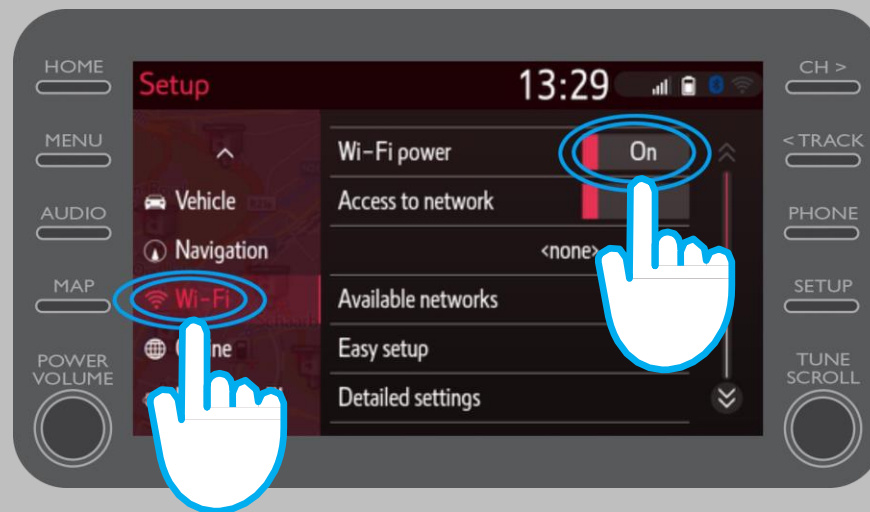 HOME
MENU
AUDIO
MAP
POWER
VOLUME
Setup
13:29
Vehicle
Navigation
Wi-Fi
Wi-Fi power
On
Access to network
<none>
Available networks
Easy setup
Detailed settings
CH >
< TRACK
PHONE
SETUP
TUNE
SCROLL